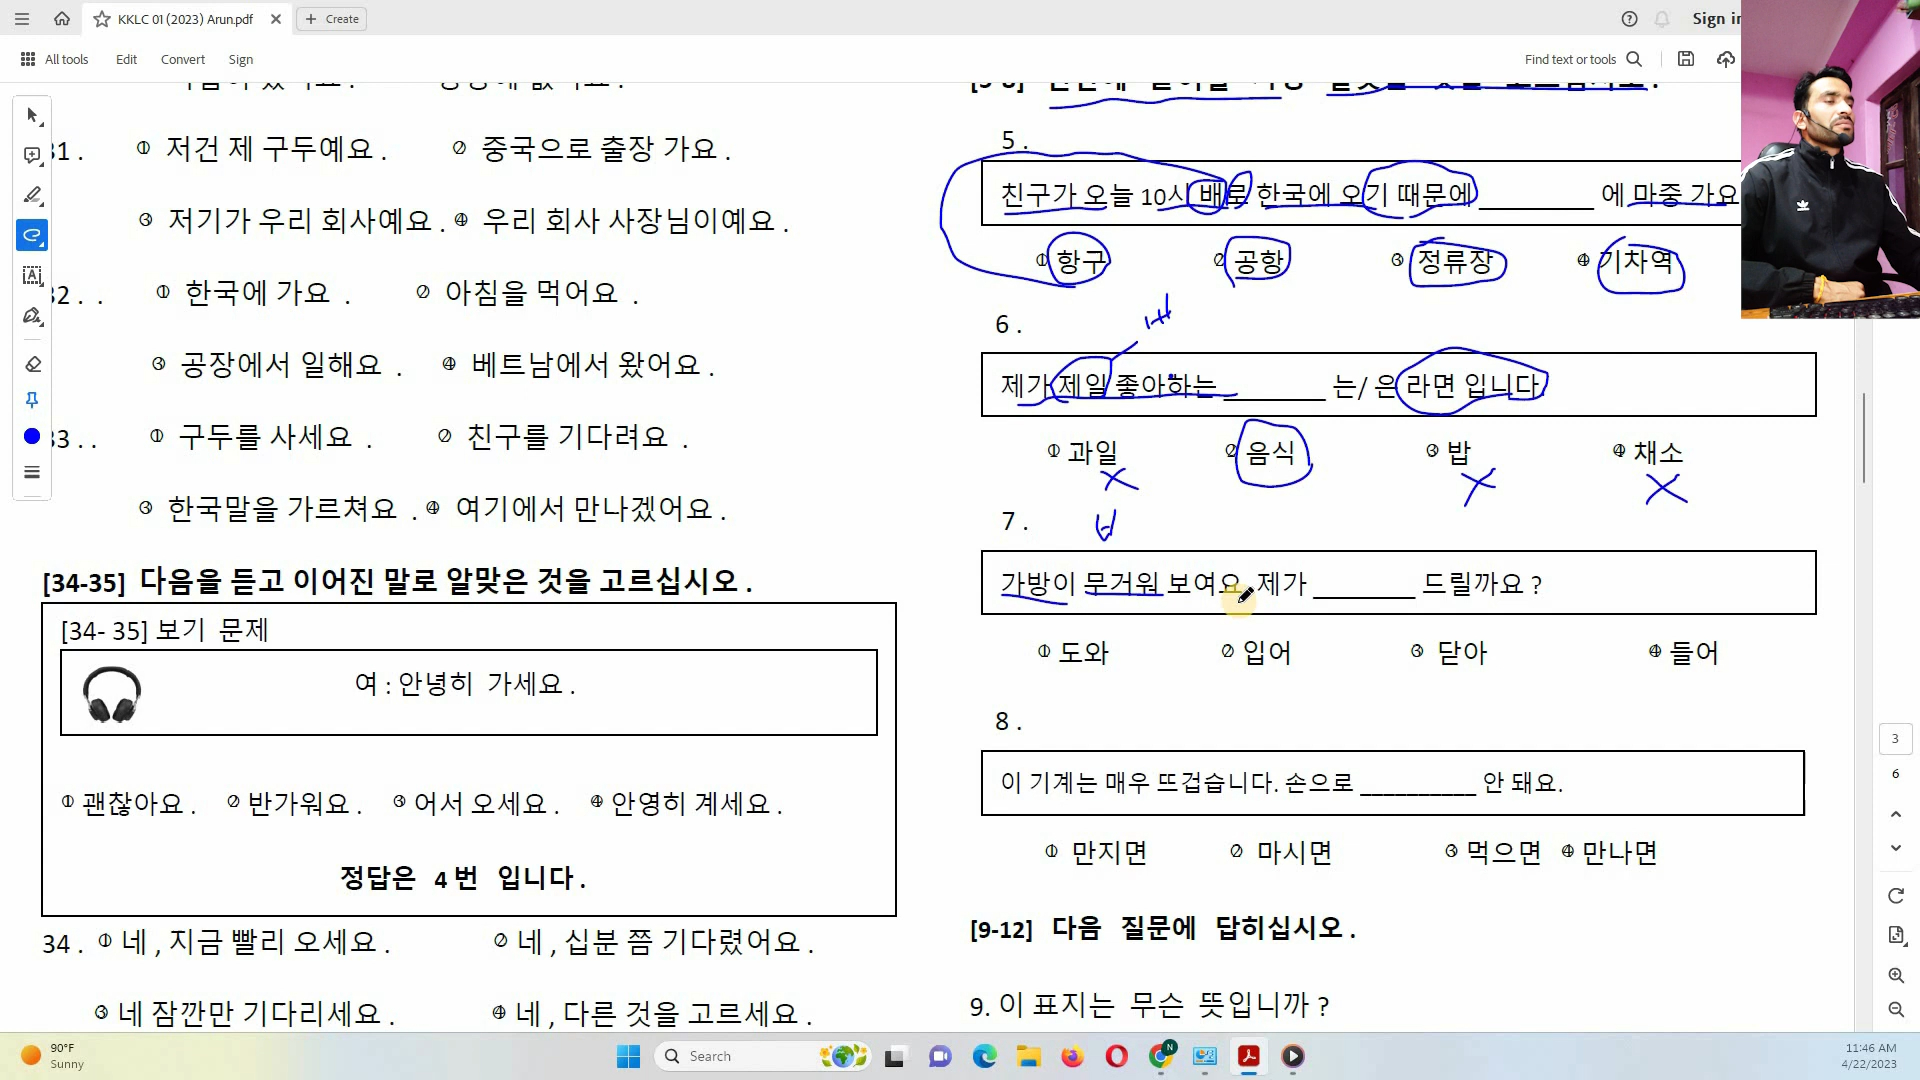 KKLC 01 (2023) Arun.pdf
Create
Sign in
All tools
Edit
Convert
Sign
Find text or tools
31 .
① 저건 제 구두예요 .
② 중국으로 출장 가요 .
③ 저기가 우리 회사예요 .
④ 우리 회사 사장님이예요 .
32 . .
① 한국에 가요 .
② 아침을 먹어요 .
③ 공장에서 일해요 .
④ 베트남에서 왔어요 .
33 . .
① 구두를 사세요 .
② 친구를 기다려요 .
③ 한국말을 가르쳐요 .
④ 여기에서 만나겠어요 .
[34-35] 다음을 듣고 이어진 말로 알맞은 것을 고르십시오 .
[34- 35] 보기 문제
여 : 안녕히 가세요 .
① 괜찮아요 . ② 반가워요 . ③ 어서 오세요 . ④ 안영히 계세요 .
정답은 4 번 입니다 .
34 . ① 네 , 지금 빨리 오세요 .
② 네 , 십분 쯤 기다렸어요 .
③ 네 잠깐만 기다리세요 .
④ 네 , 다른 것을 고르세요 .
5 .
친구가 오늘 10시 배로 한국에 오기 때문에 __________ 에 마중 가요
① 항구 ② 공항 ③ 정류장 ④ 기차역
6 .
제가 제일 좋아하는 ________ 는/ 은 라면 입니다.
① 과일 ② 음식 ③ 밥 ④ 채소
7 .
가방이 무거워 보여요. 제가 ________ 드릴까요 ?
① 도와 ② 입어 ③ 닫아 ④ 들어
8 .
이 기계는 매우 뜨겁습니다. 손으로 __________ 안 돼요.
① 만지면 ② 마시면 ③ 먹으면 ④ 만나면
[9-12] 다음 질문에 답히십시오 .
9. 이 표지는 무슨 뜻입니까 ?
3
6
90°F
Sunny
Search
11:46 AM
4/22/2023